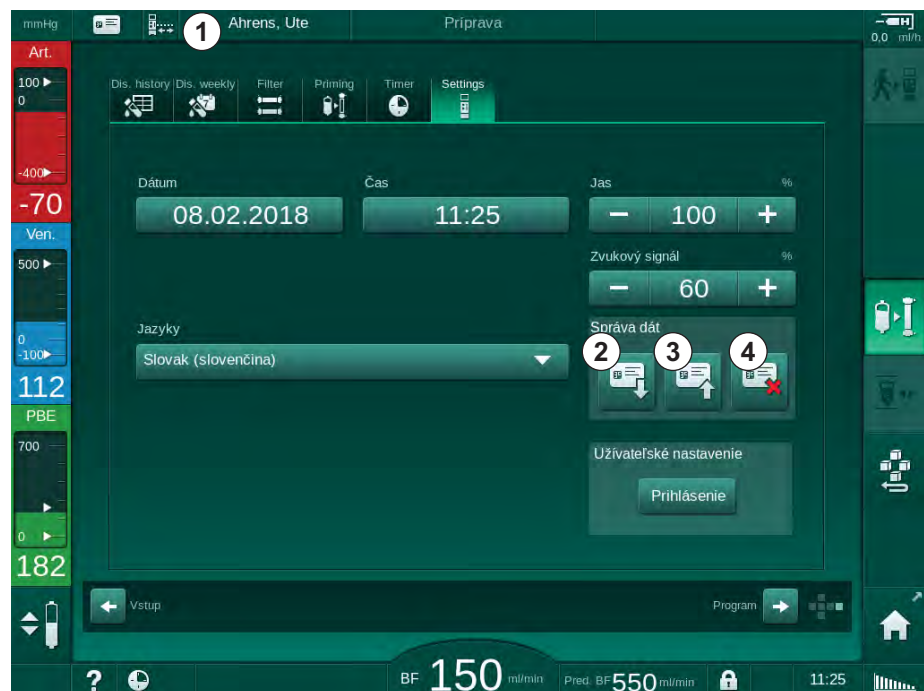 mmHg
1
Ahrens, Ute
Príprava
0,0 ml/h
Art.
100
0
-400
-70
Ven.
500
0
-100
112
PBE
700
0
182
Dis. history Dis. weekly Filter Priming Timer Settings
Dátum
08.02.2018
Čas
11:25
Jas %
− 100 +
Zvukový signál %
− 60 +
Jazyky
Slovak (slovenčina)
Správa dát
2 3 4
Užívateľské nastavenie
Prihlásenie
Vstup
Program
? BF 150 ml/min Pred. BF 550 ml/min 11:25